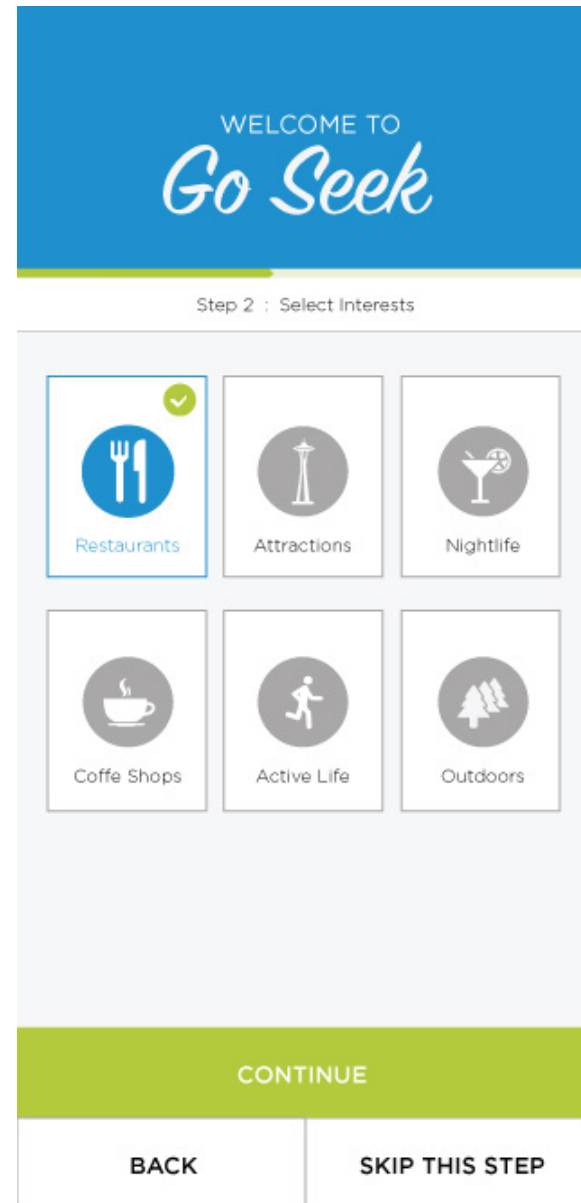 WELCOME TO
Go Seek
Step 2 : Select Interests
Restaurants
Attractions
Nightlife
Coffe Shops
Active Life
Outdoors
CONTINUE
BACK
SKIP THIS STEP